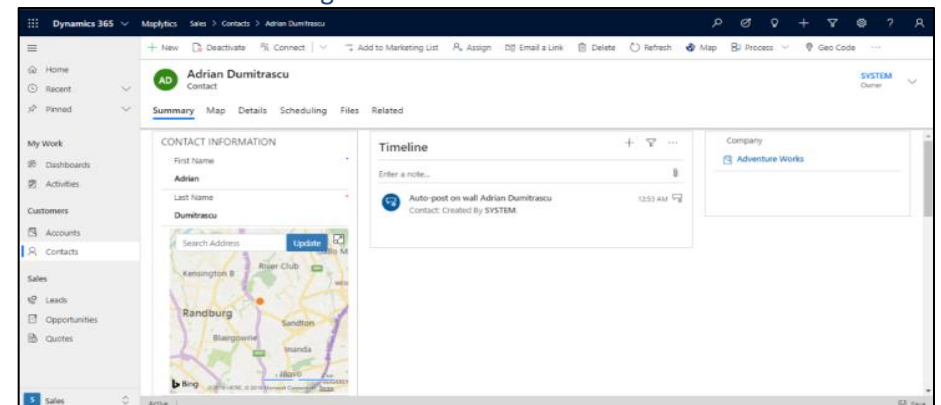 Dynamics 365 Maplytics Sales > Contacts > Adrian Dumitrascu
+ New Deactivate Connect Add to Marketing List Assign Email a Link Delete Refresh Map Process Geo Code ...
Home
Recent
Pinned
My Work
Dashboards
Activities
Customers
Accounts
Contacts
Sales
Leads
Opportunities
Quotes
S Sales
AD Adrian Dumitrascu
Contact
SYSTEM
Owner
Summary Map Details Scheduling Files Related
CONTACT INFORMATION
First Name *
Adrian
Last Name *
Dumitrascu
Search Address Update
Kensington B
River Club
Randburg
Sandton
Blairgowrie
Inanda
Illovo
Bing
Timeline
Enter a note...
Auto-post on wall Adrian Dumitrascu 12:53 AM
Contact: Created By SYSTEM.
Company
Adventure Works
Active
Save